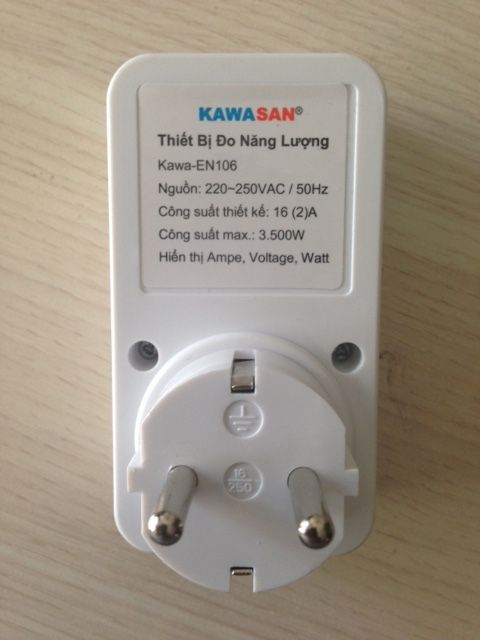 KAWASAN®
Thiết Bị Đo Năng Lượng
Kawa-EN106
Nguồn: 220~250VAC / 50Hz
Công suất thiết kế: 16 (2)A
Công suất max.: 3.500W
Hiển thị Ampe, Voltage, Watt
16
250